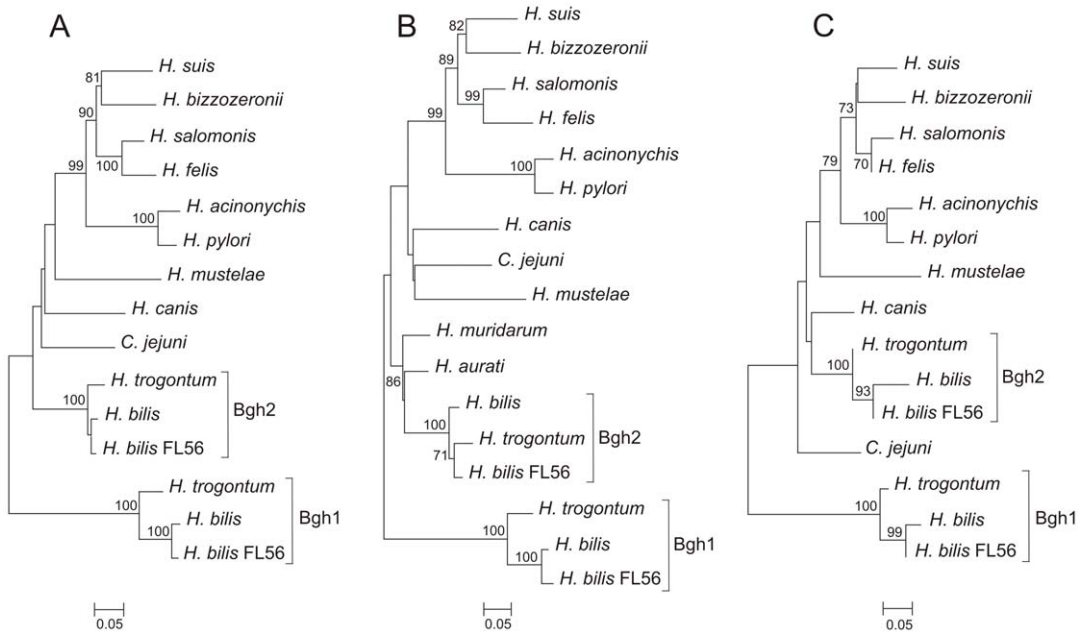 A
H. suis
81
H. bizzozeronii
90
H. salomonis
99
100
H. felis
H. acinonychis
100
H. pylori
H. mustelae
H. canis
C. jejuni
H. trogontum
100
H. bilis
Bgh2
H. bilis FL56
H. trogontum
100
H. bilis
Bgh1
100
H. bilis FL56
0.05
B
H. suis
82
H. bizzozeronii
89
H. salomonis
99
99
H. felis
H. acinonychis
100
H. pylori
H. canis
C. jejuni
H. mustelae
H. muridarum
H. aurati
86
H. bilis
100
H. trogontum
Bgh2
71
H. bilis FL56
H. trogontum
100
H. bilis
Bgh1
100
H. bilis FL56
0.05
C
H. suis
H. bizzozeronii
73
H. salomonis
79
70
H. felis
H. acinonychis
100
H. pylori
H. mustelae
H. canis
H. trogontum
100
H. bilis
Bgh2
93
H. bilis FL56
C. jejuni
H. trogontum
100
H. bilis
Bgh1
99
H. bilis FL56
0.05